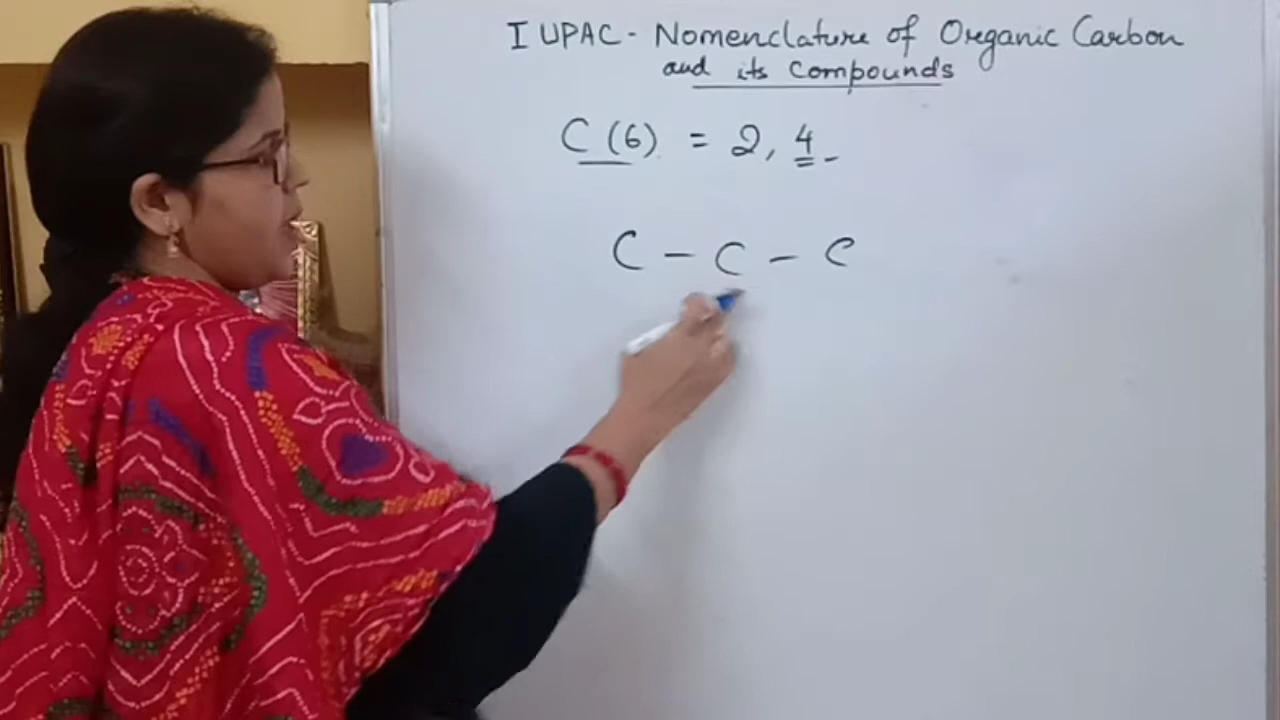 IUPAC - Nomenclature of Organic Carbon
and its Compounds
C (6) = 2, 4 -
C - C - C